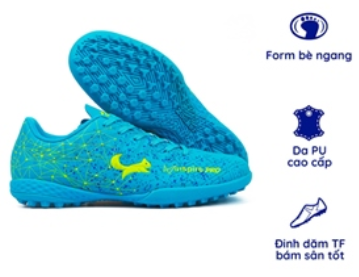 Form bè ngang
Da PU
cao cấp
Đinh dăm TF
bám sân tốt